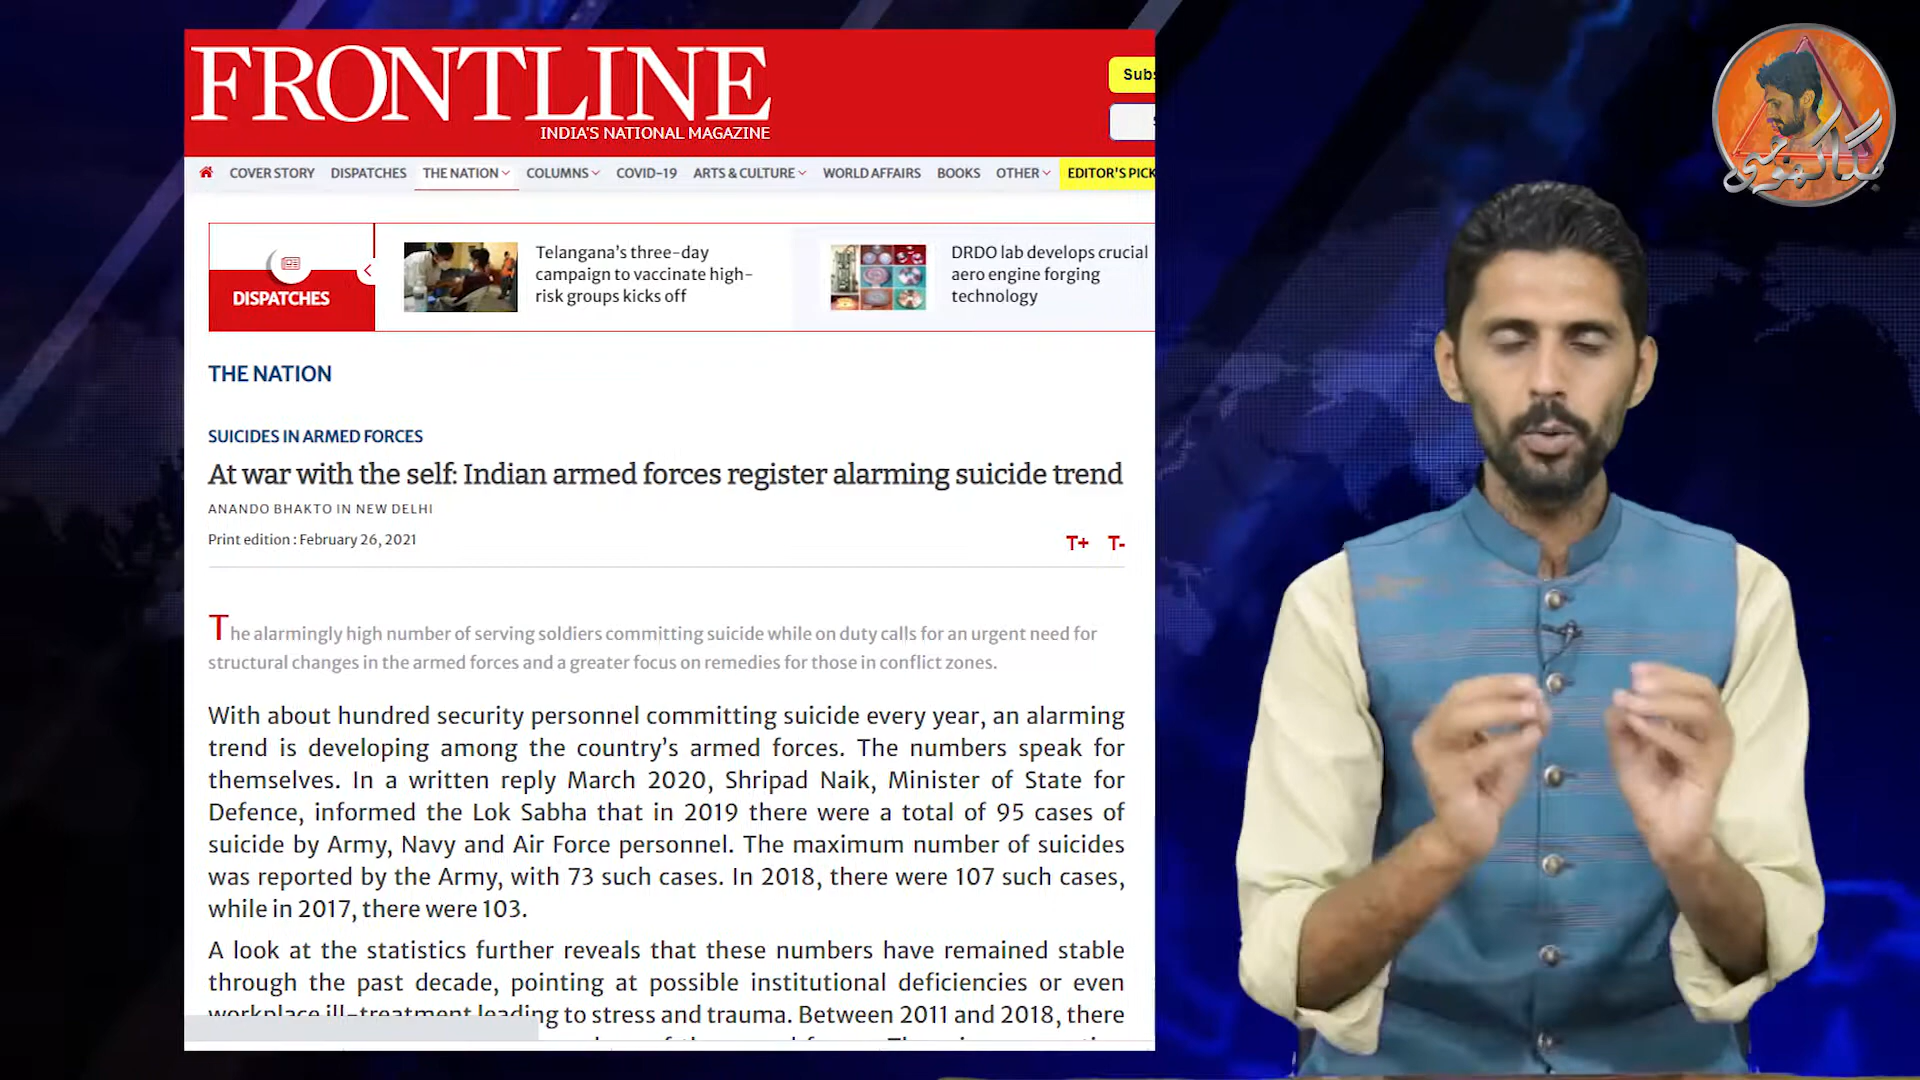 FRONTLINE
INDIA'S NATIONAL MAGAZINE
Subs
COVER STORY DISPATCHES THE NATION COLUMNS COVID-19 ARTS & CULTURE WORLD AFFAIRS BOOKS OTHER EDITOR'S PICK
DISPATCHES
Telangana's three-day
campaign to vaccinate high-
risk groups kicks off
DRDO lab develops crucial
aero engine forging
technology
THE NATION
SUICIDES IN ARMED FORCES
At war with the self: Indian armed forces register alarming suicide trend
ANANDO BHAKTO IN NEW DELHI
Print edition : February 26, 2021
T+ T-
The alarmingly high number of serving soldiers committing suicide while on duty calls for an urgent need for
structural changes in the armed forces and a greater focus on remedies for those in conflict zones.
With about hundred security personnel committing suicide every year, an alarming
trend is developing among the country's armed forces. The numbers speak for
themselves. In a written reply March 2020, Shripad Naik, Minister of State for
Defence, informed the Lok Sabha that in 2019 there were a total of 95 cases of
suicide by Army, Navy and Air Force personnel. The maximum number of suicides
was reported by the Army, with 73 such cases. In 2018, there were 107 such cases,
while in 2017, there were 103.
A look at the statistics further reveals that these numbers have remained stable
through the past decade, pointing at possible institutional deficiencies or even
workplace ill-treatment leading to stress and trauma. Between 2011 and 2018, there